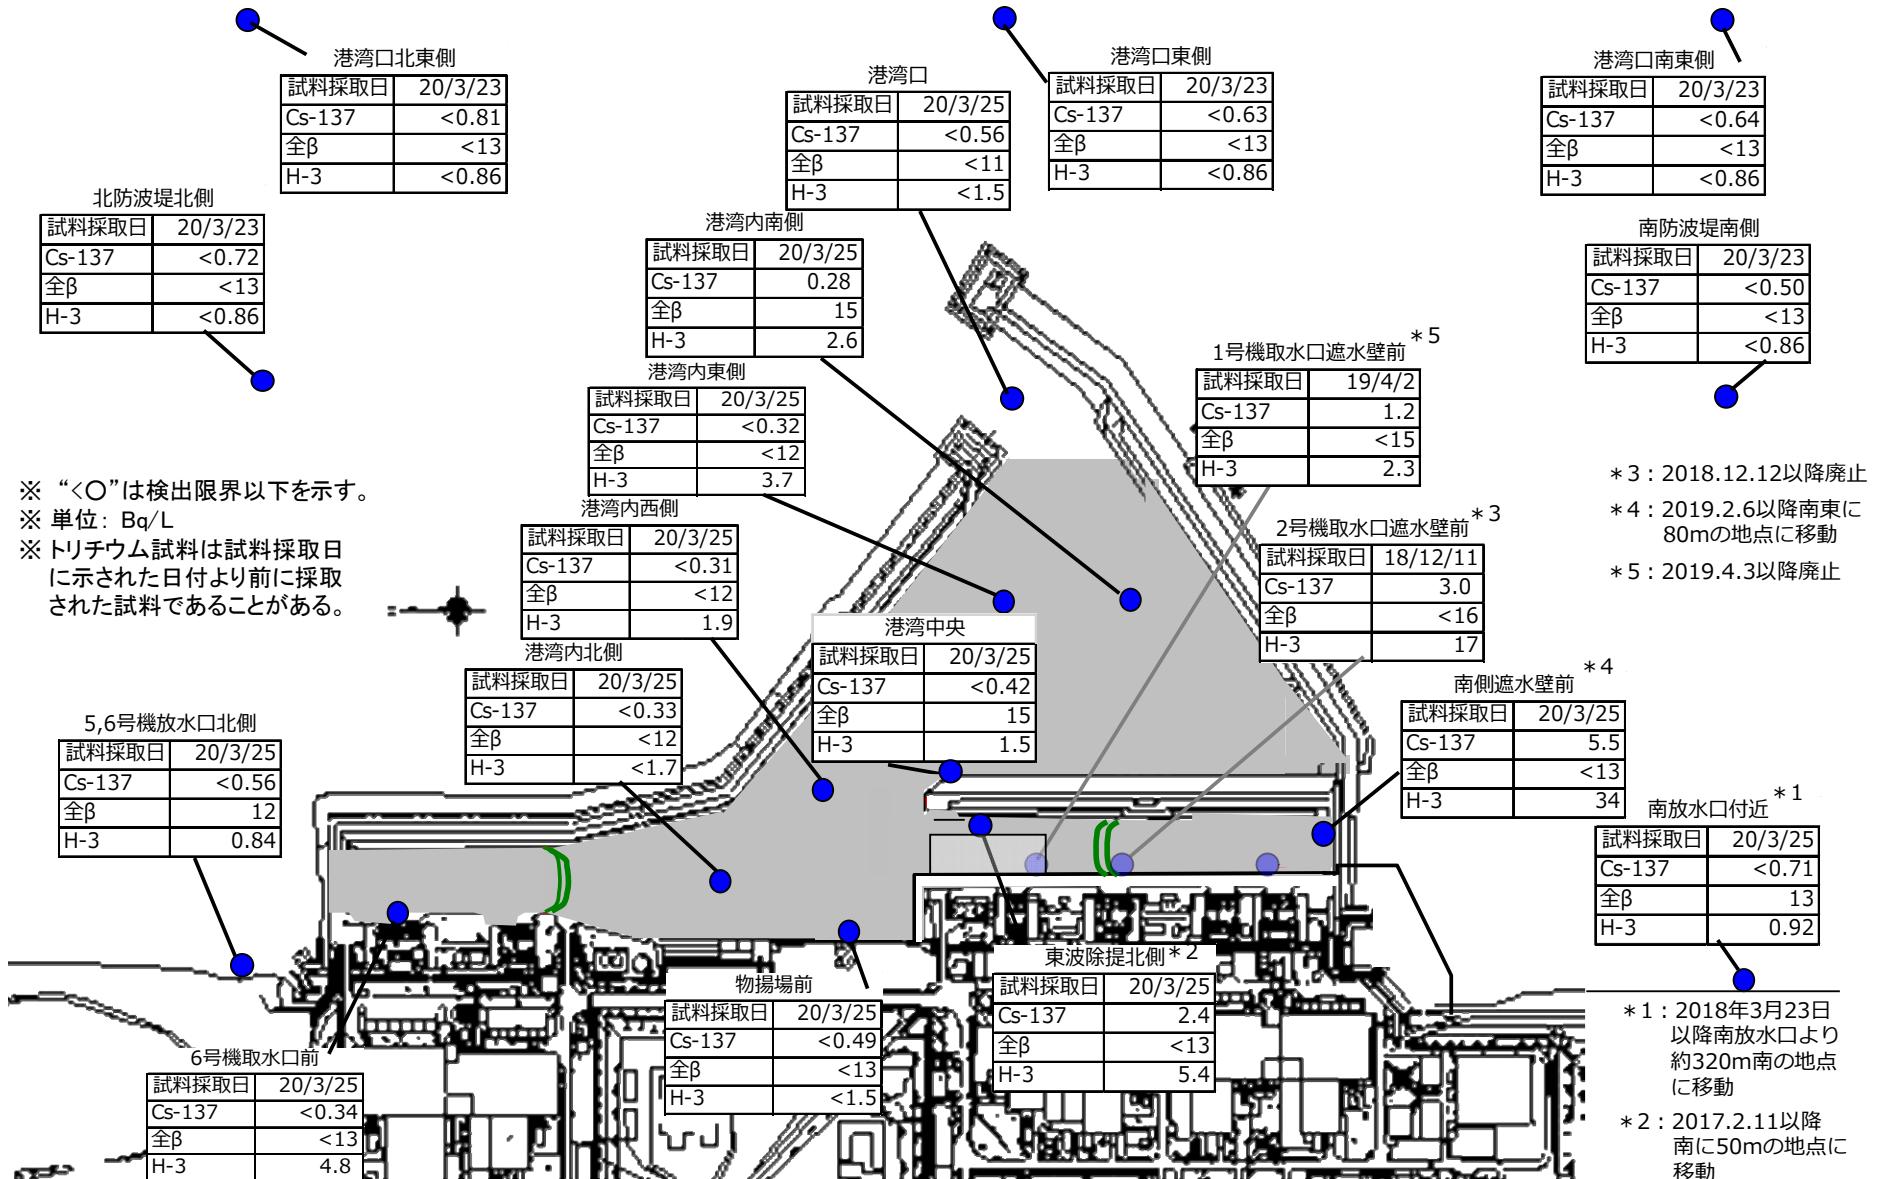 港湾口北東側
試料採取日 20/3/23
Cs-137 <0.81
全β <13
H-3 <0.86
港湾口
試料採取日 20/3/25
Cs-137 <0.56
全β <11
H-3 <1.5
港湾口東側
試料採取日 20/3/23
Cs-137 <0.63
全β <13
H-3 <0.86
港湾口南東側
試料採取日 20/3/23
Cs-137 <0.64
全β <13
H-3 <0.86
北防波堤北側
試料採取日 20/3/23
Cs-137 <0.72
全β <13
H-3 <0.86
港湾内南側
試料採取日 20/3/25
Cs-137 0.28
全β 15
H-3 2.6
南防波堤南側
試料採取日 20/3/23
Cs-137 <0.50
全β <13
H-3 <0.86
港湾内東側
試料採取日 20/3/25
Cs-137 <0.32
全β <12
H-3 3.7
1号機取水口遮水壁前 *5
試料採取日 19/4/2
Cs-137 1.2
全β <15
H-3 2.3
※ “<〇”は検出限界以下を示す。
※ 単位: Bq/L
※ トリチウム試料は試料採取日
に示された日付より前に採取
された試料であることがある。
*3:2018.12.12以降廃止
*4:2019.2.6以降南東に
80mの地点に移動
*5:2019.4.3以降廃止
港湾内西側
試料採取日 20/3/25
Cs-137 <0.31
全β <12
H-3 1.9
2号機取水口遮水壁前 *3
試料採取日 18/12/11
Cs-137 3.0
全β <16
H-3 17
港湾中央
試料採取日 20/3/25
Cs-137 <0.42
全β 15
H-3 1.5
港湾内北側
試料採取日 20/3/25
Cs-137 <0.33
全β <12
H-3 <1.7
南側遮水壁前 *4
試料採取日 20/3/25
Cs-137 5.5
全β <13
H-3 34
5,6号機放水口北側
試料採取日 20/3/25
Cs-137 <0.56
全β 12
H-3 0.84
南放水口付近 *1
試料採取日 20/3/25
Cs-137 <0.71
全β 13
H-3 0.92
東波除堤北側*2
試料採取日 20/3/25
Cs-137 2.4
全β <13
H-3 5.4
物揚場前
試料採取日 20/3/25
Cs-137 <0.49
全β <13
H-3 <1.5
6号機取水口前
試料採取日 20/3/25
Cs-137 <0.34
全β <13
H-3 4.8
*1:2018年3月23日
以降南放水口より
約320m南の地点
に移動
*2:2017.2.11以降
南に50mの地点に
移動